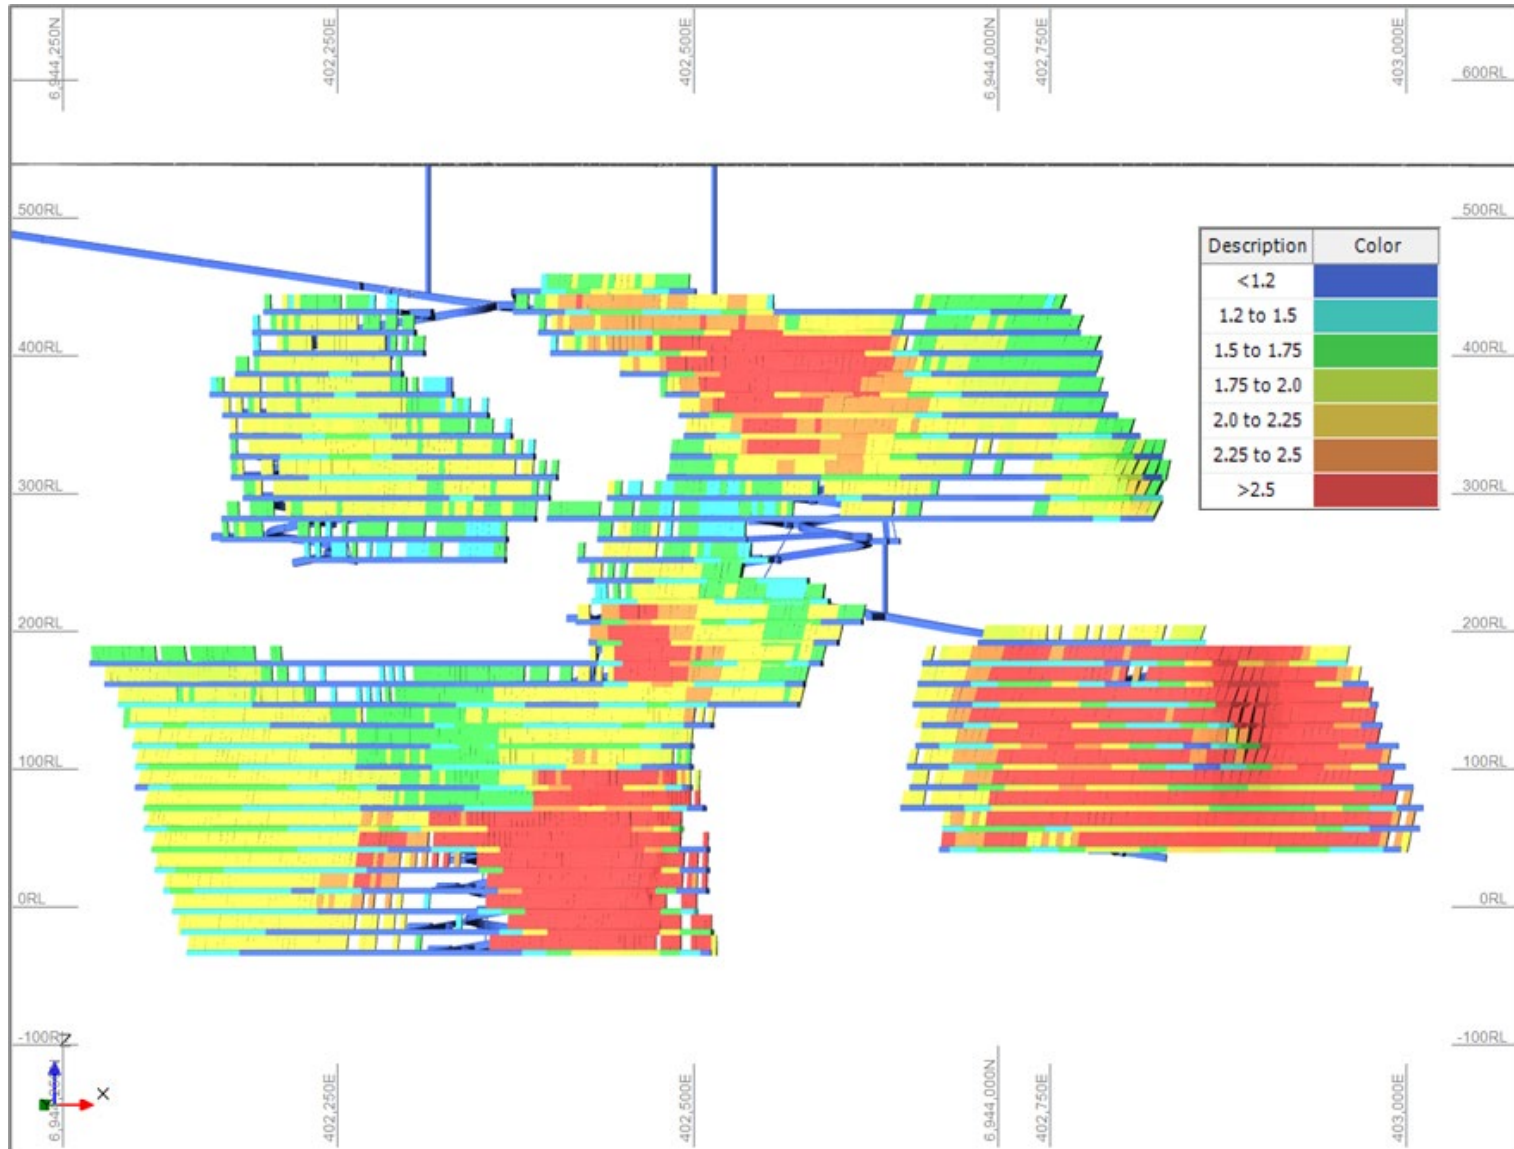 6,944,250N
402,250E
402,500E
6,944,000N
402,750E
403,000E
600RL
500RL
500RL
Description Color
<1.2
1.2 to 1.5
1.5 to 1.75
1.75 to 2.0
2.0 to 2.25
2.25 to 2.5
>2.5
400RL
400RL
300RL
300RL
200RL
200RL
100RL
100RL
0RL
0RL
-100RL
-100RL
Z
X
402,250E
402,500E
6,944,000N
402,750E
403,000E